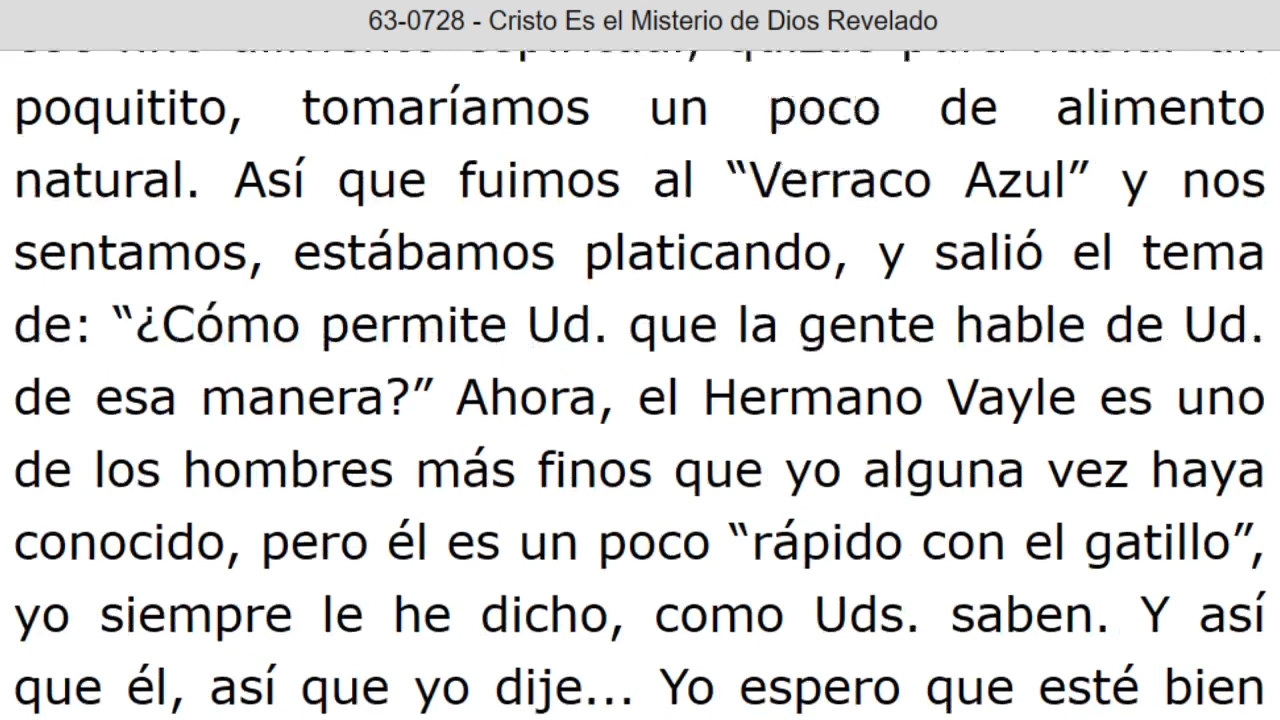 63-0728 - Cristo Es el Misterio de Dios Revelado
poquitito, tomaríamos un poco de alimento
natural. Así que fuimos al “Verraco Azul” y nos
sentamos, estábamos platicando, y salió el tema
de: “¿Cómo permite Ud. que la gente hable de Ud.
de esa manera?” Ahora, el Hermano Vayle es uno
de los hombres más finos que yo alguna vez haya
conocido, pero él es un poco “rápido con el gatillo”,
yo siempre le he dicho, como Uds. saben. Y así
que él, así que yo dije... Yo espero que esté bien